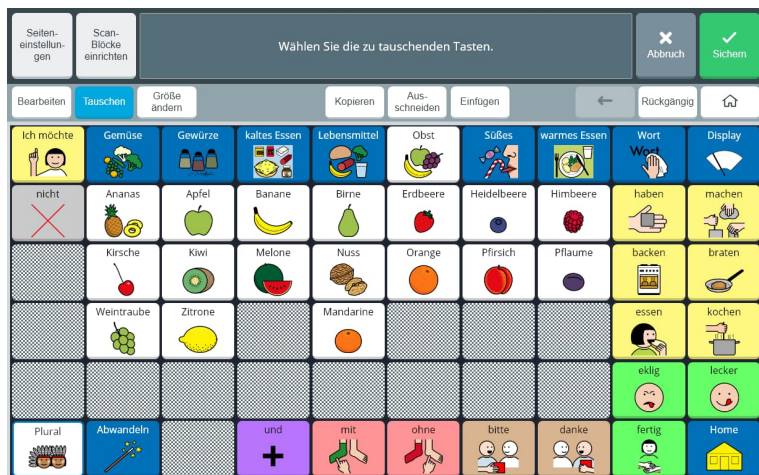 Seiten-
einstellun-
gen
Scan-
Blöcke
einrichten
Wählen Sie die zu tauschenden Tasten.
Abbruch
Sichern
Bearbeiten
Tauschen
Größe
ändern
Kopieren
Aus-
schneiden
Einfügen
Rückgängig
Ich möchte
Gemüse
Gewürze
kaltes Essen
Lebensmittel
Obst
Süßes
warmes Essen
Wort
Wort
Display
nicht
Ananas
Apfel
Banane
Birne
Erdbeere
Heidelbeere
Himbeere
haben
machen
Kirsche
Kiwi
Melone
Nuss
Orange
Pfirsich
Pflaume
backen
braten
Weintraube
Zitrone
Mandarine
essen
kochen
eklig
lecker
Plural
Abwandeln
und
mit
ohne
bitte
danke
fertig
Home